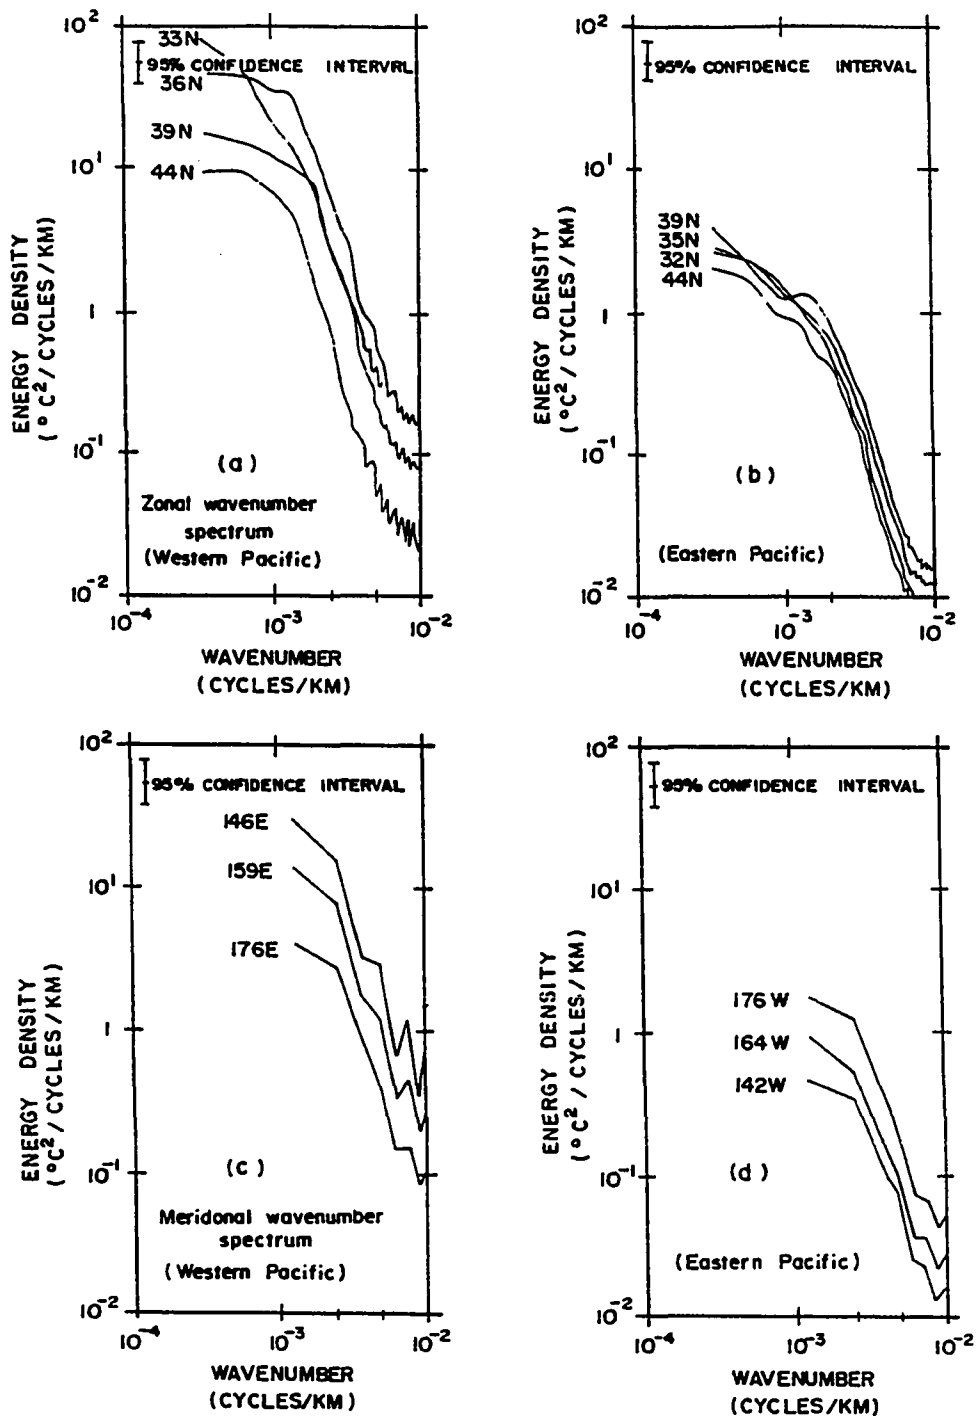 10²
33N
95% CONFIDENCE INTERVRL
36N
39N
10¹
44N
1
10⁻¹
10⁻²
ENERGY DENSITY
(°C²/CYCLES/KM)
(a)
Zonal wavenumber
spectrum
(Western Pacific)
10⁻⁴ 10⁻³ 10⁻²
WAVENUMBER
(CYCLES/KM)
10²
95% CONFIDENCE INTERVAL
10¹
39N
35N
32N
44N
1
10⁻¹
10⁻²
ENERGY DENSITY
(°C²/CYCLES/KM)
(b)
(Eastern Pacific)
10⁻⁴ 10⁻³ 10⁻²
WAVENUMBER
(CYCLES/KM)
10²
95% CONFIDENCE INTERVAL
146E
10¹
159E
176E
1
10⁻¹
10⁻²
ENERGY DENSITY
(°C²/CYCLES/KM)
(c)
Meridonal wavenumber
spectrum
(Western Pacific)
10⁻⁴ 10⁻³ 10⁻²
WAVENUMBER
(CYCLES/KM)
10²
95% CONFIDENCE INTERVAL
10¹
176W
1
164W
142W
10⁻¹
10⁻²
ENERGY DENSITY
(°C²/CYCLES/KM)
(d)
(Eastern Pacific)
10⁻⁴ 10⁻³ 10⁻²
WAVENUMBER
(CYCLES/KM)